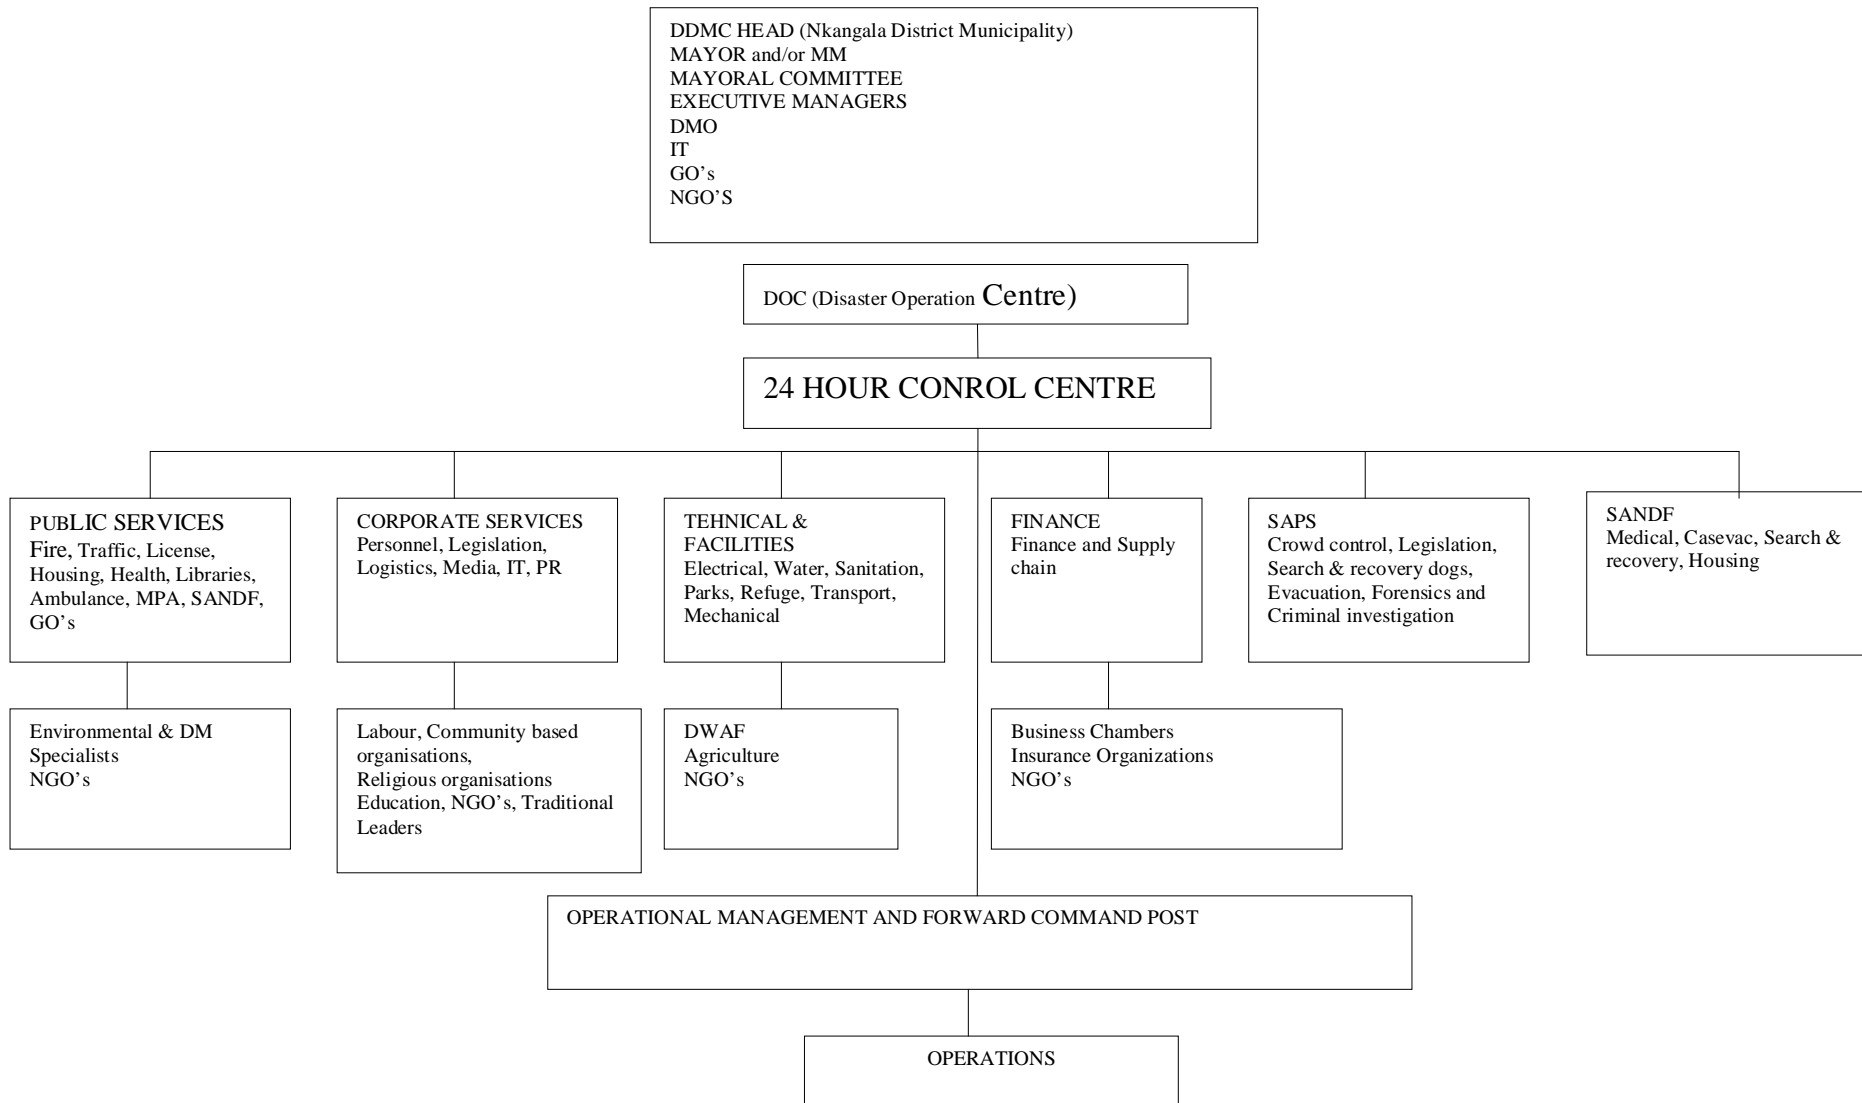 DDMC HEAD (Nkangala District Municipality)
MAYOR and/or MM
MAYORAL COMMITTEE
EXECUTIVE MANAGERS
DMO
IT
GO’s
NGO’S
DOC (Disaster Operation Centre)
24 HOUR CONROL CENTRE
PUBLIC SERVICES
Fire, Traffic, License,
Housing, Health, Libraries,
Ambulance, MPA, SANDF,
GO’s
CORPORATE SERVICES
Personnel, Legislation,
Logistics, Media, IT, PR
TEHNICAL &
FACILITIES
Electrical, Water, Sanitation,
Parks, Refuge, Transport,
Mechanical
FINANCE
Finance and Supply
chain
SAPS
Crowd control, Legislation,
Search & recovery dogs,
Evacuation, Forensics and
Criminal investigation
SANDF
Medical, Casevac, Search &
recovery, Housing
Environmental & DM
Specialists
NGO’s
Labour, Community based
organisations,
Religious organisations
Education, NGO’s, Traditional
Leaders
DWAF
Agriculture
NGO’s
Business Chambers
Insurance Organizations
NGO’s
OPERATIONAL MANAGEMENT AND FORWARD COMMAND POST
OPERATIONS